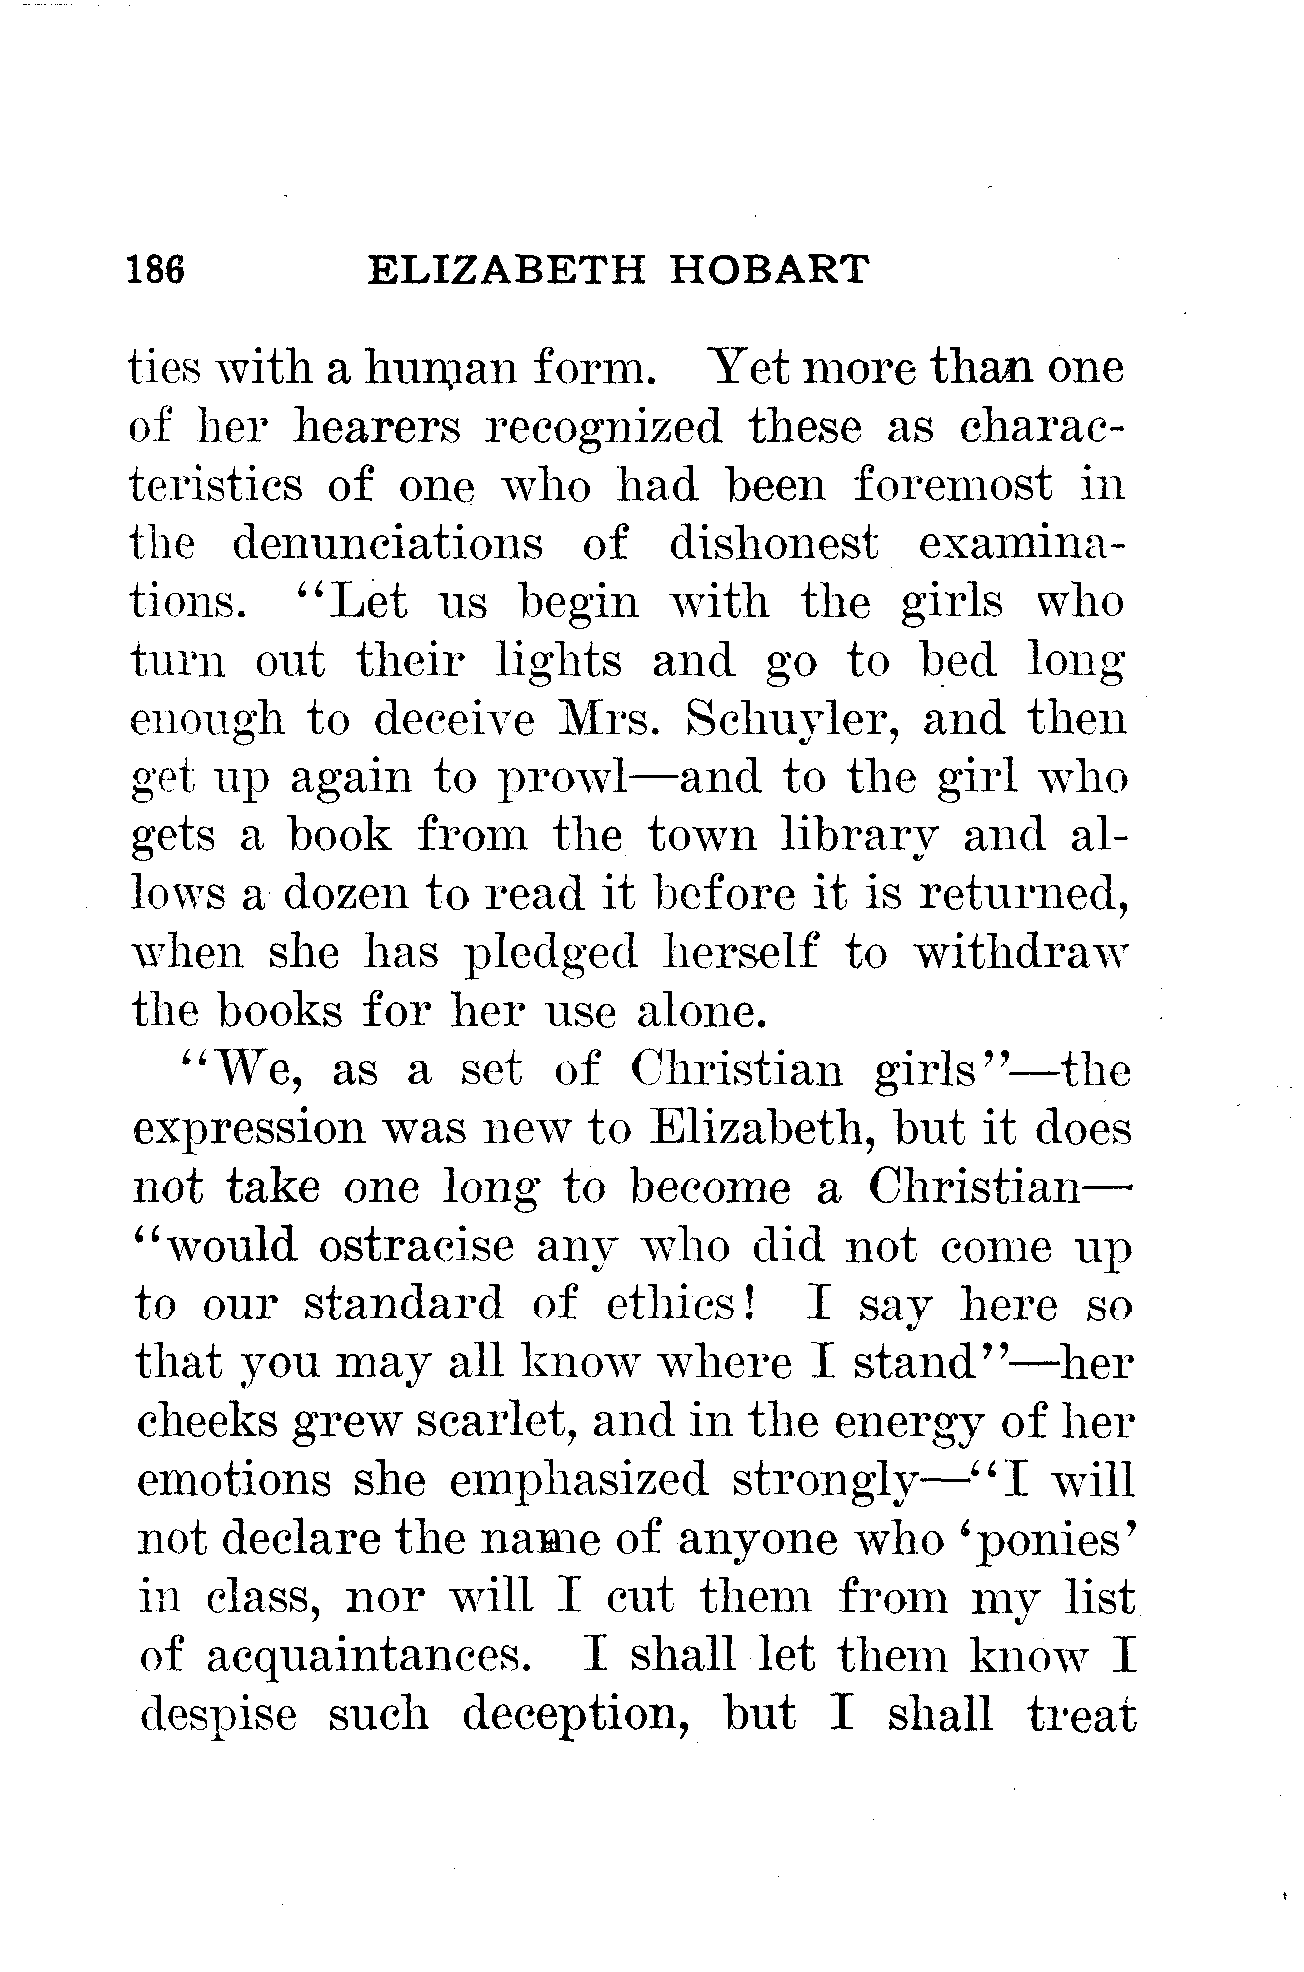 186 ELIZABETH HOBART
ties with a human form. Yet more than one
of her hearers recognized these as charac-
teristics of one who had been foremost in
the denunciations of dishonest examina-
tions. "Let us begin with the girls who
turn out their lights and go to bed long
enough to deceive Mrs. Schuyler, and then
get up again to prowl—and to the girl who
gets a book from the town library and al-
lows a dozen to read it before it is returned,
when she has pledged herself to withdraw
the books for her use alone.
"We, as a set of Christian girls"—the
expression was new to Elizabeth, but it does
not take one long to become a Christian—
"would ostracise any who did not come up
to our standard of ethics! I say here so
that you may all know where I stand"—her
cheeks grew scarlet, and in the energy of her
emotions she emphasized strongly—"I will
not declare the name of anyone who 'ponies'
in class, nor will I cut them from my list
of acquaintances. I shall let them know I
despise such deception, but I shall treat